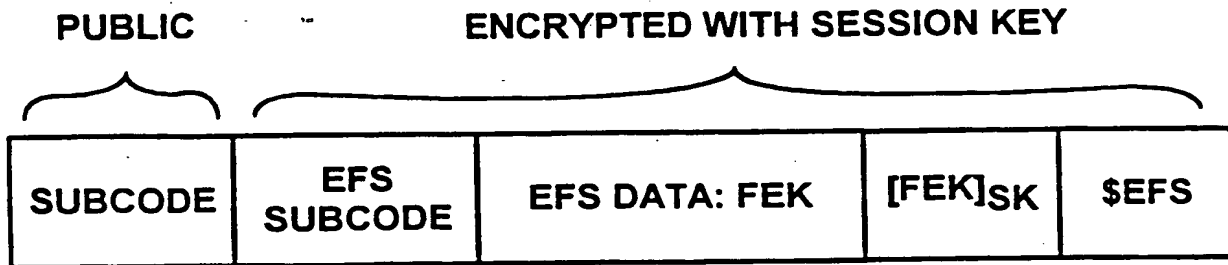 PUBLIC
ENCRYPTED WITH SESSION KEY
SUBCODE
EFS
SUBCODE
EFS DATA: FEK
[FEK]SK
$EFS